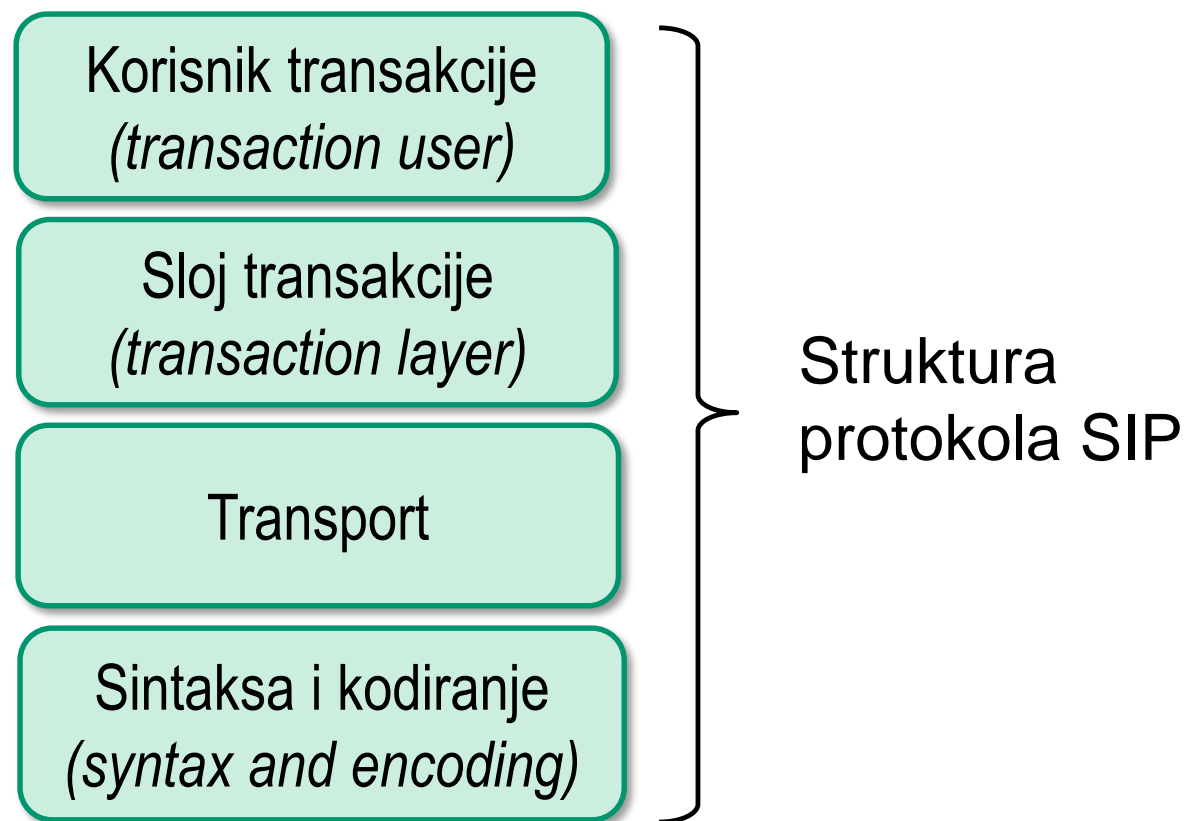 Korisnik transakcije
(transaction user)
Sloj transakcije
(transaction layer)
Transport
Sintaksa i kodiranje
(syntax and encoding)
Struktura
protokola SIP